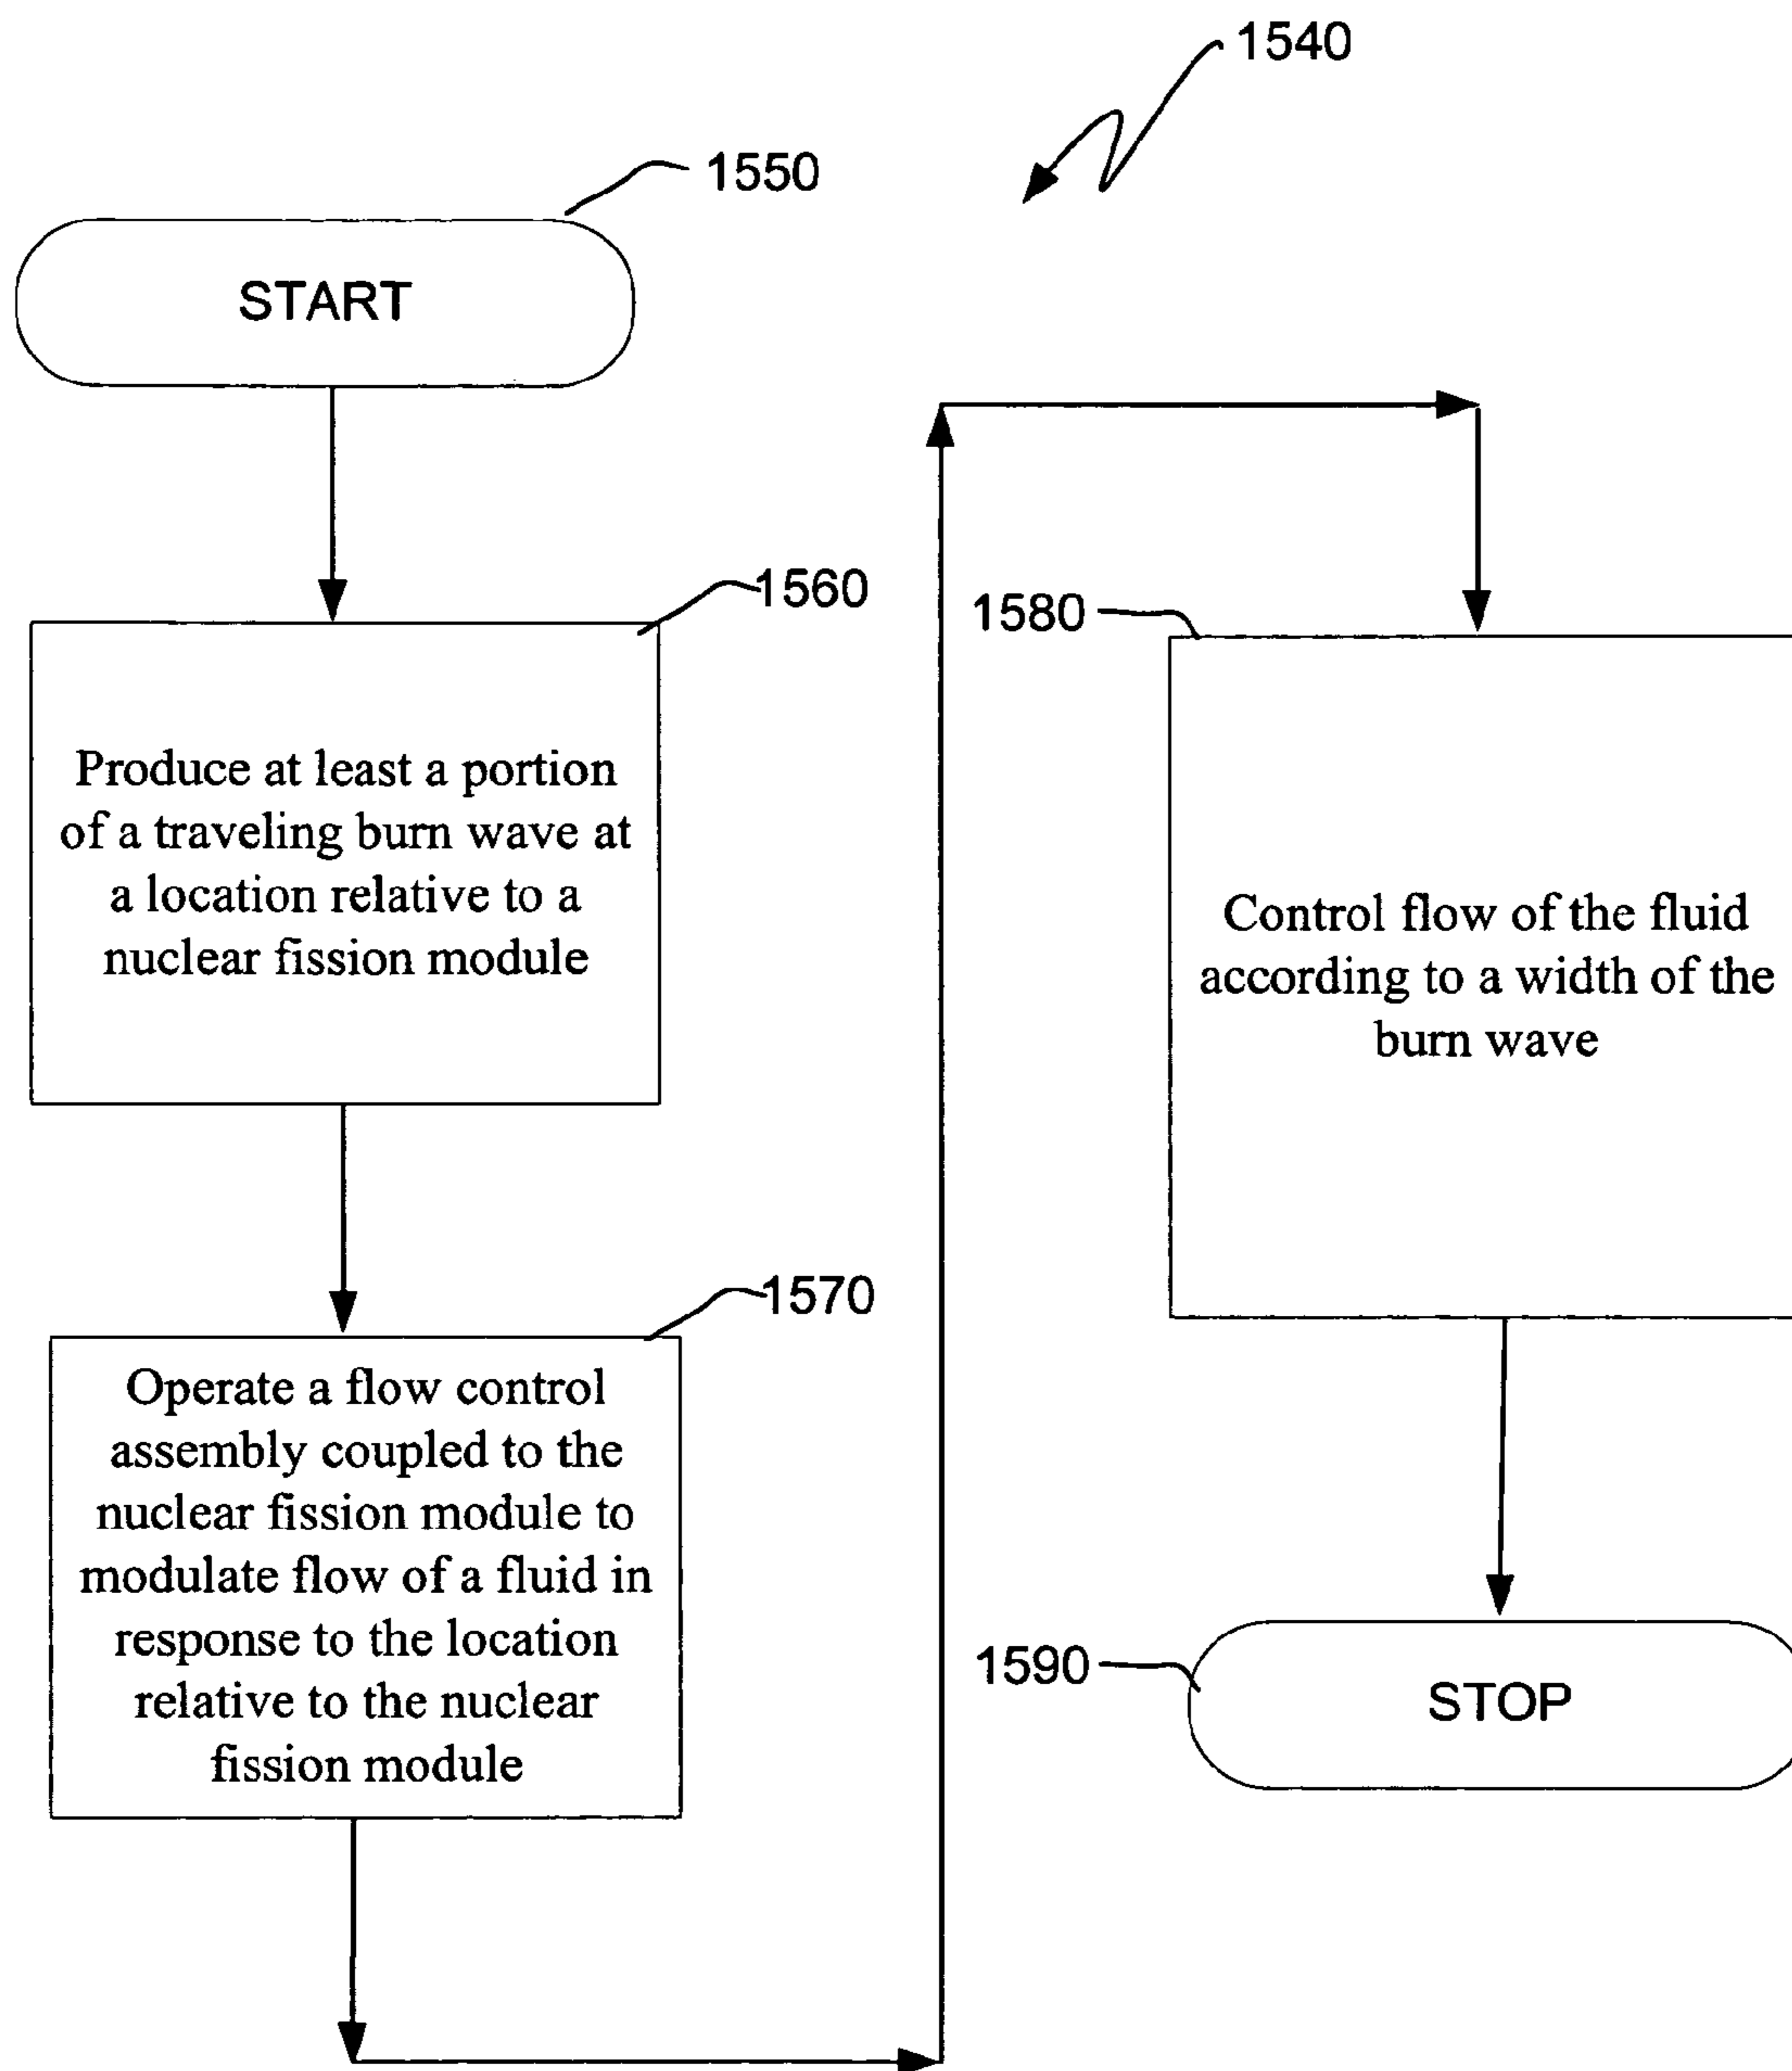 1540
1550
START
1560
Produce at least a portion
of a traveling burn wave at
a location relative to a
nuclear fission module
1570
Operate a flow control
assembly coupled to the
nuclear fission module to
modulate flow of a fluid in
response to the location
relative to the nuclear
fission module
1580
Control flow of the fluid
according to a width of the
burn wave
1590
STOP